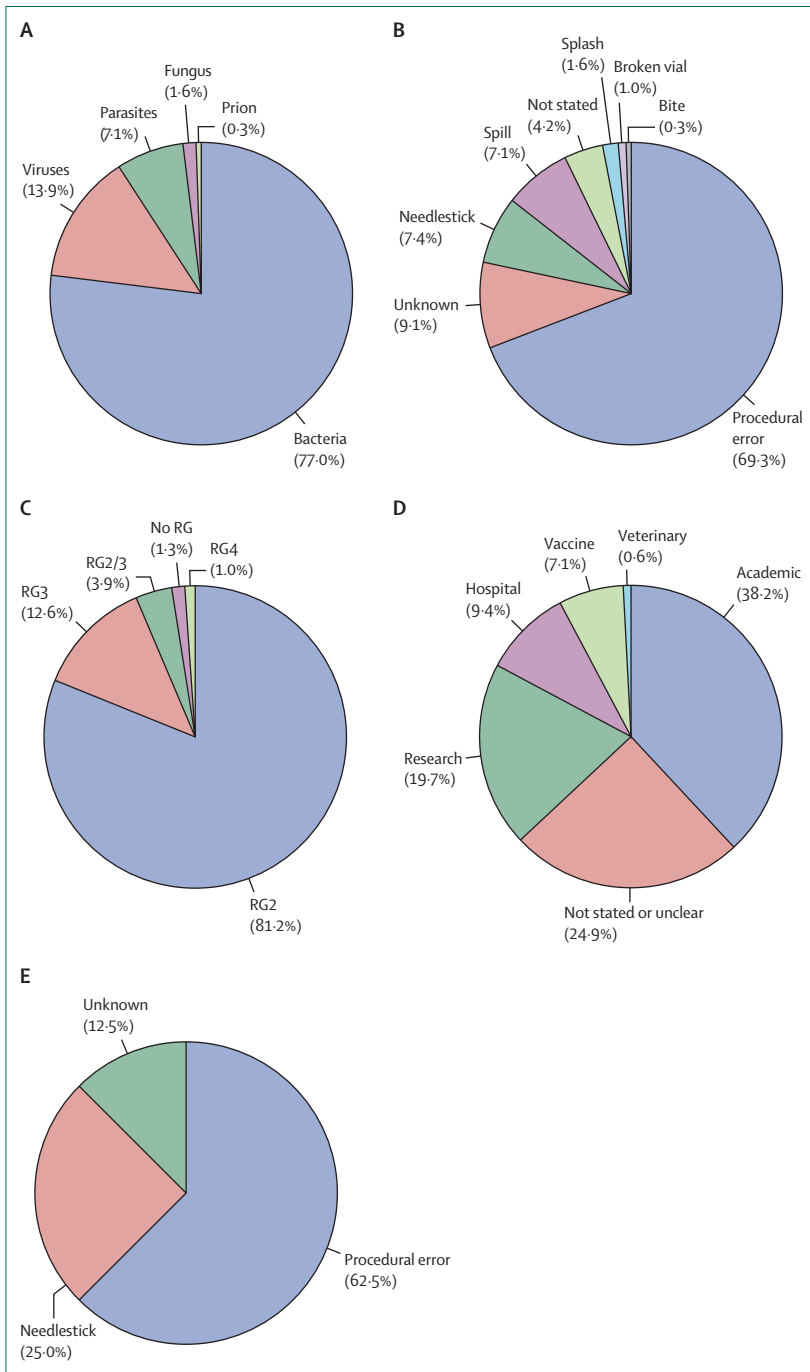 A
Fungus
(1·6%)
Prion
(0·3%)
Parasites
(7·1%)
Viruses
(13·9%)
Bacteria
(77·0%)
B
Splash
(1·6%)
Broken vial
(1·0%)
Bite
(0·3%)
Not stated
(4·2%)
Spill
(7·1%)
Needlestick
(7·4%)
Unknown
(9·1%)
Procedural
error
(69·3%)
C
No RG
(1·3%)
RG4
(1·0%)
RG2/3
(3·9%)
RG3
(12·6%)
RG2
(81·2%)
D
Veterinary
(0·6%)
Vaccine
(7·1%)
Academic
(38·2%)
Hospital
(9·4%)
Research
(19·7%)
Not stated or unclear
(24·9%)
E
Unknown
(12·5%)
Procedural error
(62·5%)
Needlestick
(25·0%)